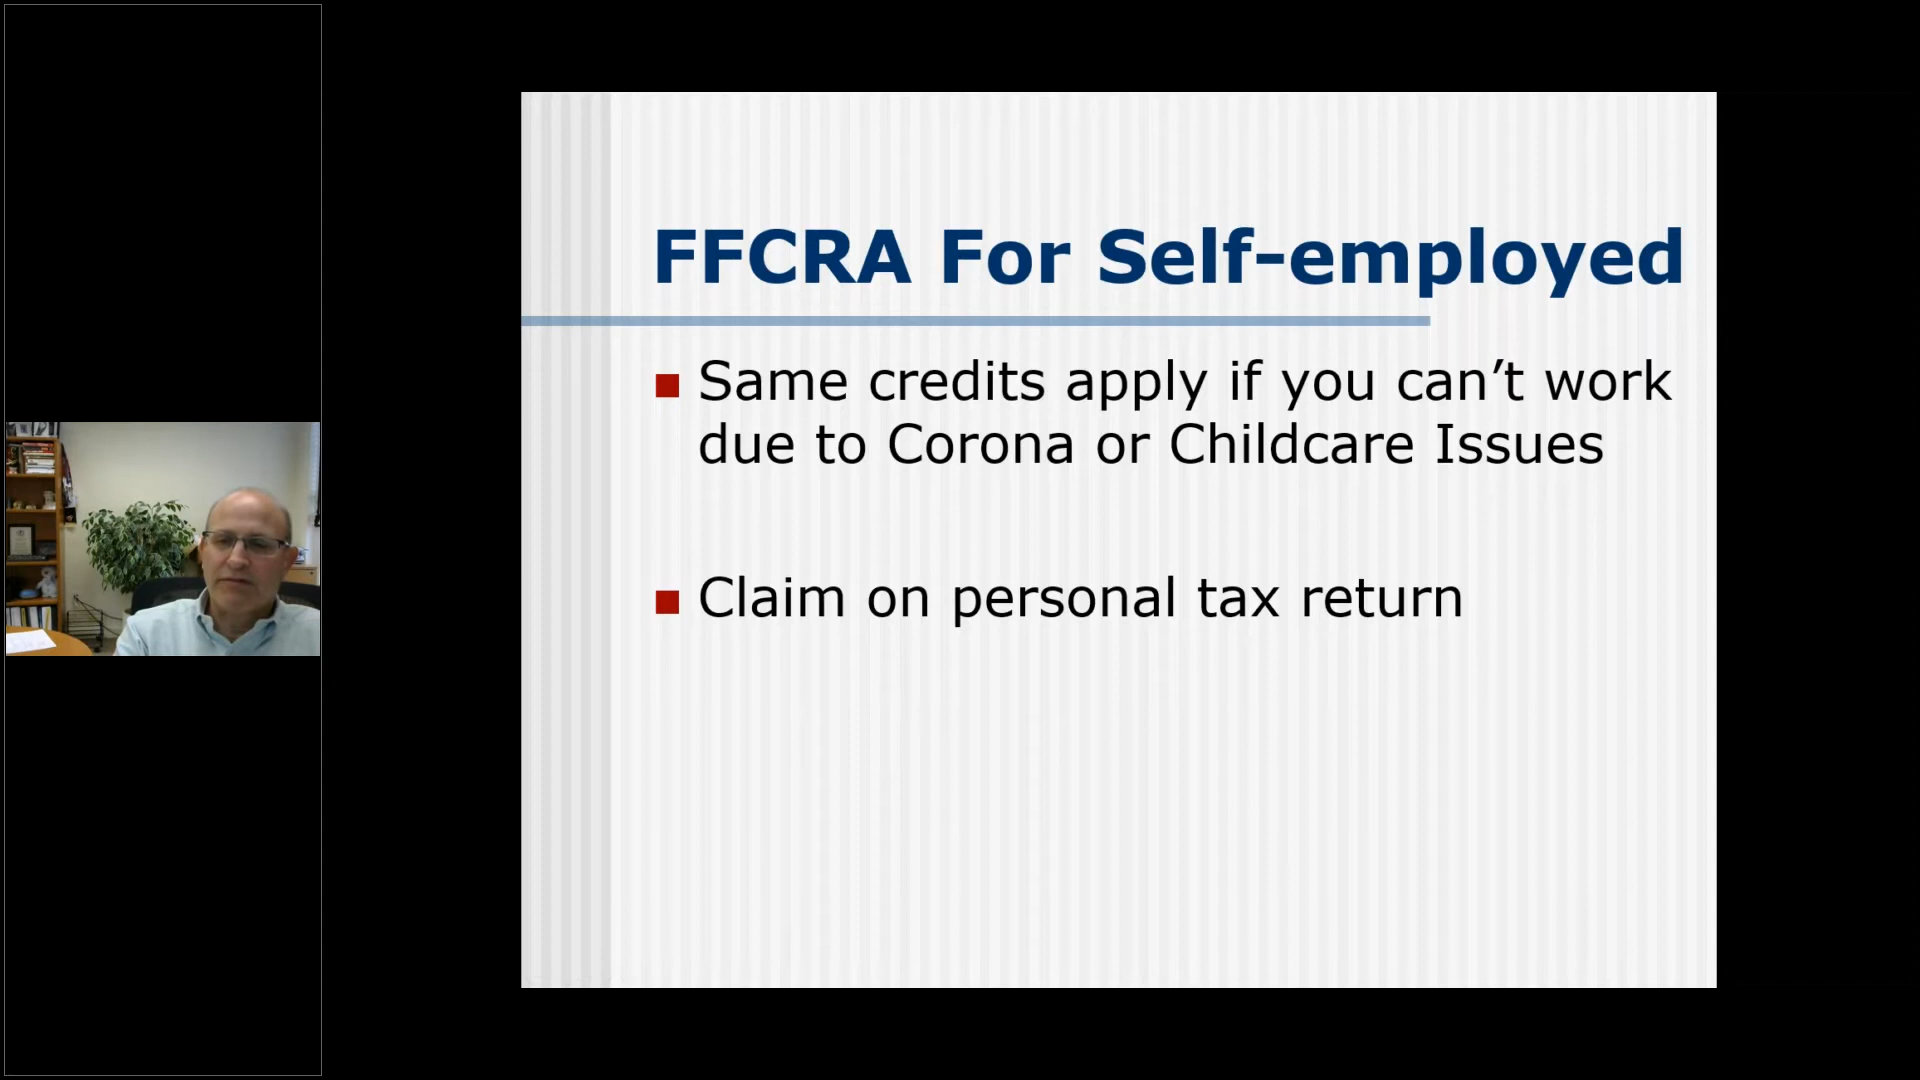 FFCRA For Self-employed
Same credits apply if you can’t work
due to Corona or Childcare Issues
Claim on personal tax return